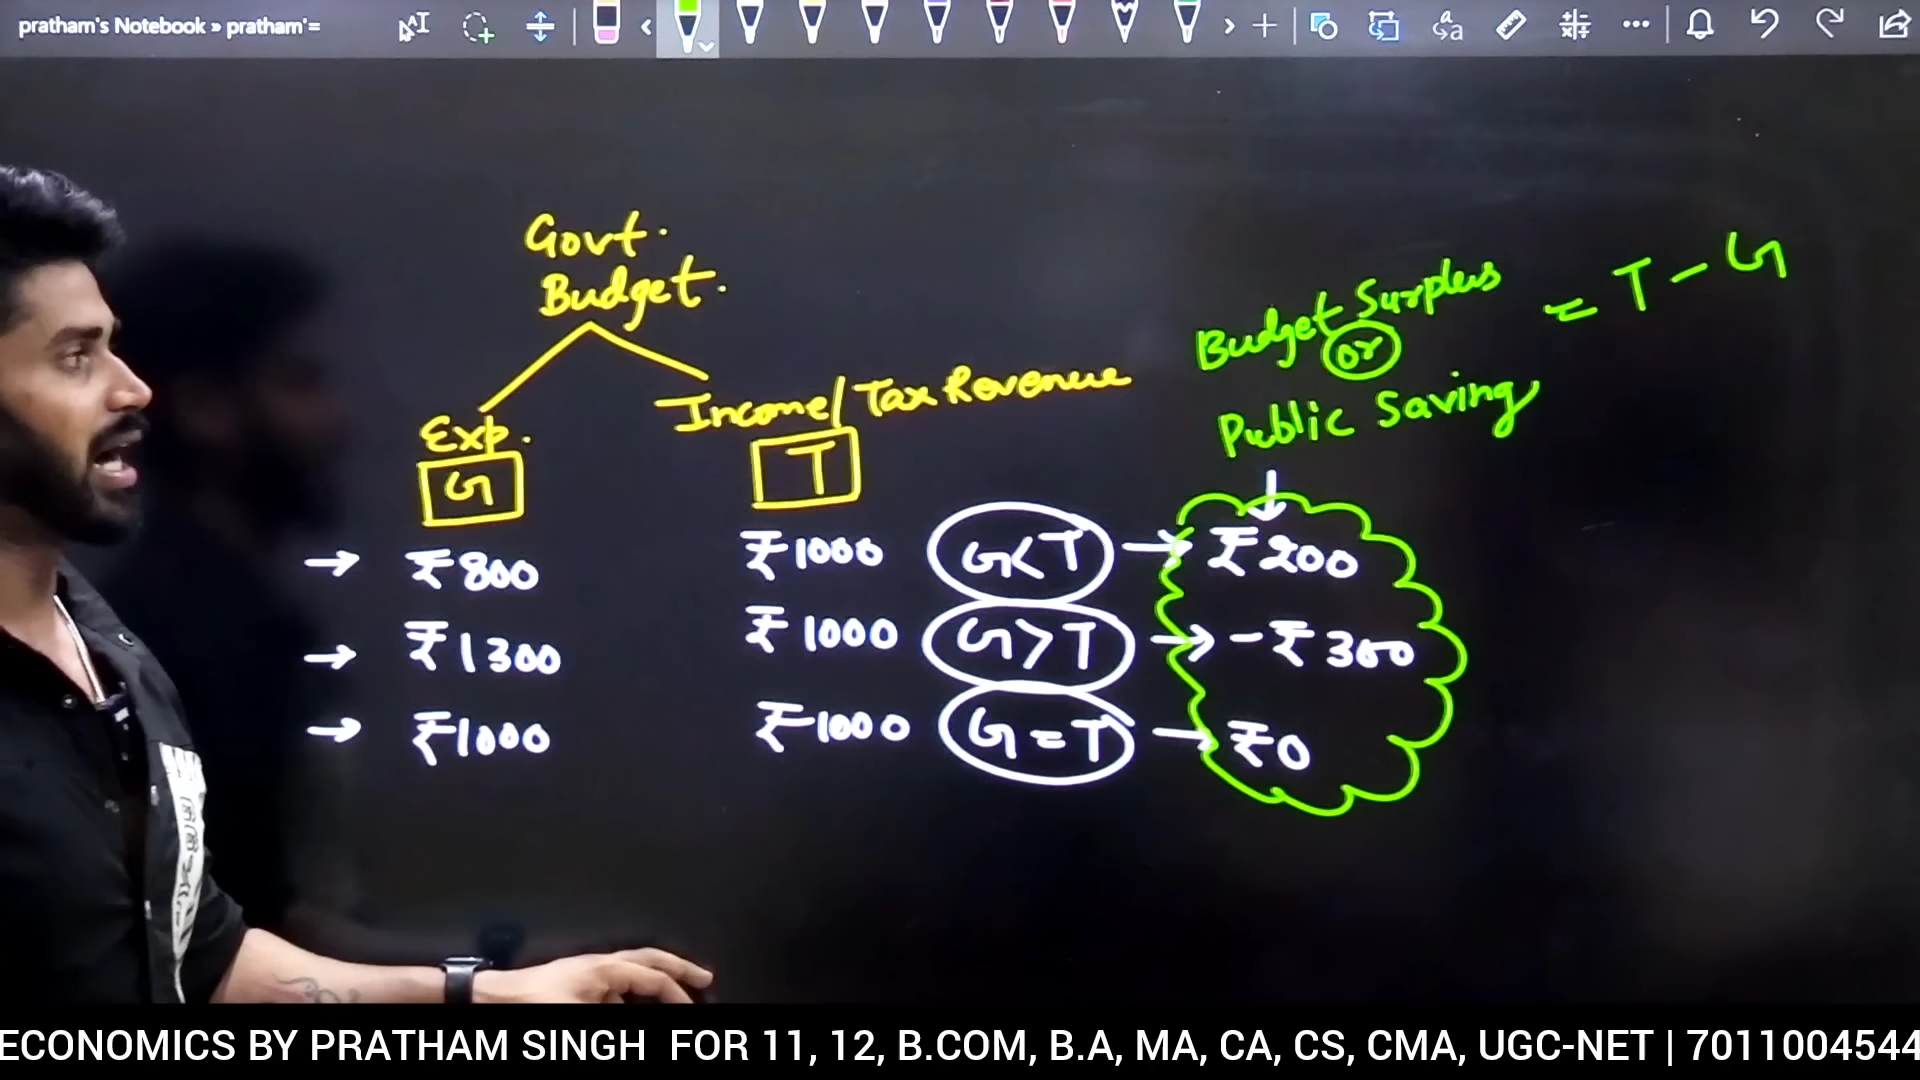 pratham's Notebook » pratham'=
Govt.
Budget.
Exp.
G
Income/Tax Revenue
T
Budget Surplus = T - G
or
Public Saving
→ ₹800 ₹1000 G<T → ₹200
→ ₹1300 ₹1000 G>T → -₹300
→ ₹1000 ₹1000 G=T → ₹0
ECONOMICS BY PRATHAM SINGH FOR 11, 12, B.COM, B.A, MA, CA, CS, CMA, UGC-NET | 7011004544